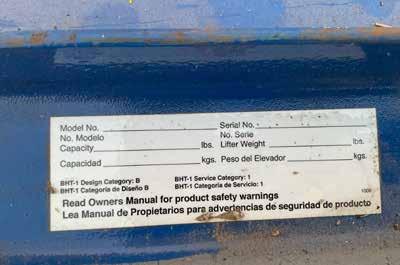 Model No. Serial No.
No. Modelo No. Serie
Capacity lbs. Lifter Weight lbs.
Capacidad kgs. Peso del Elevador kgs.
BHT-1 Design Category: B BHT-1 Service Category: 1
BHT-1 Categoria de Diseño B BHT-1 Categoria de Servicio: 1
Read Owners Manual for product safety warnings
Lea Manual de Propietarios para advertencias de seguridad de producto